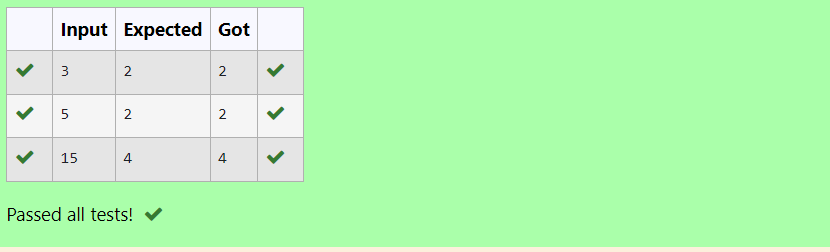 Input Expected Got
3 2 2
5 2 2
15 4 4
Passed all tests!